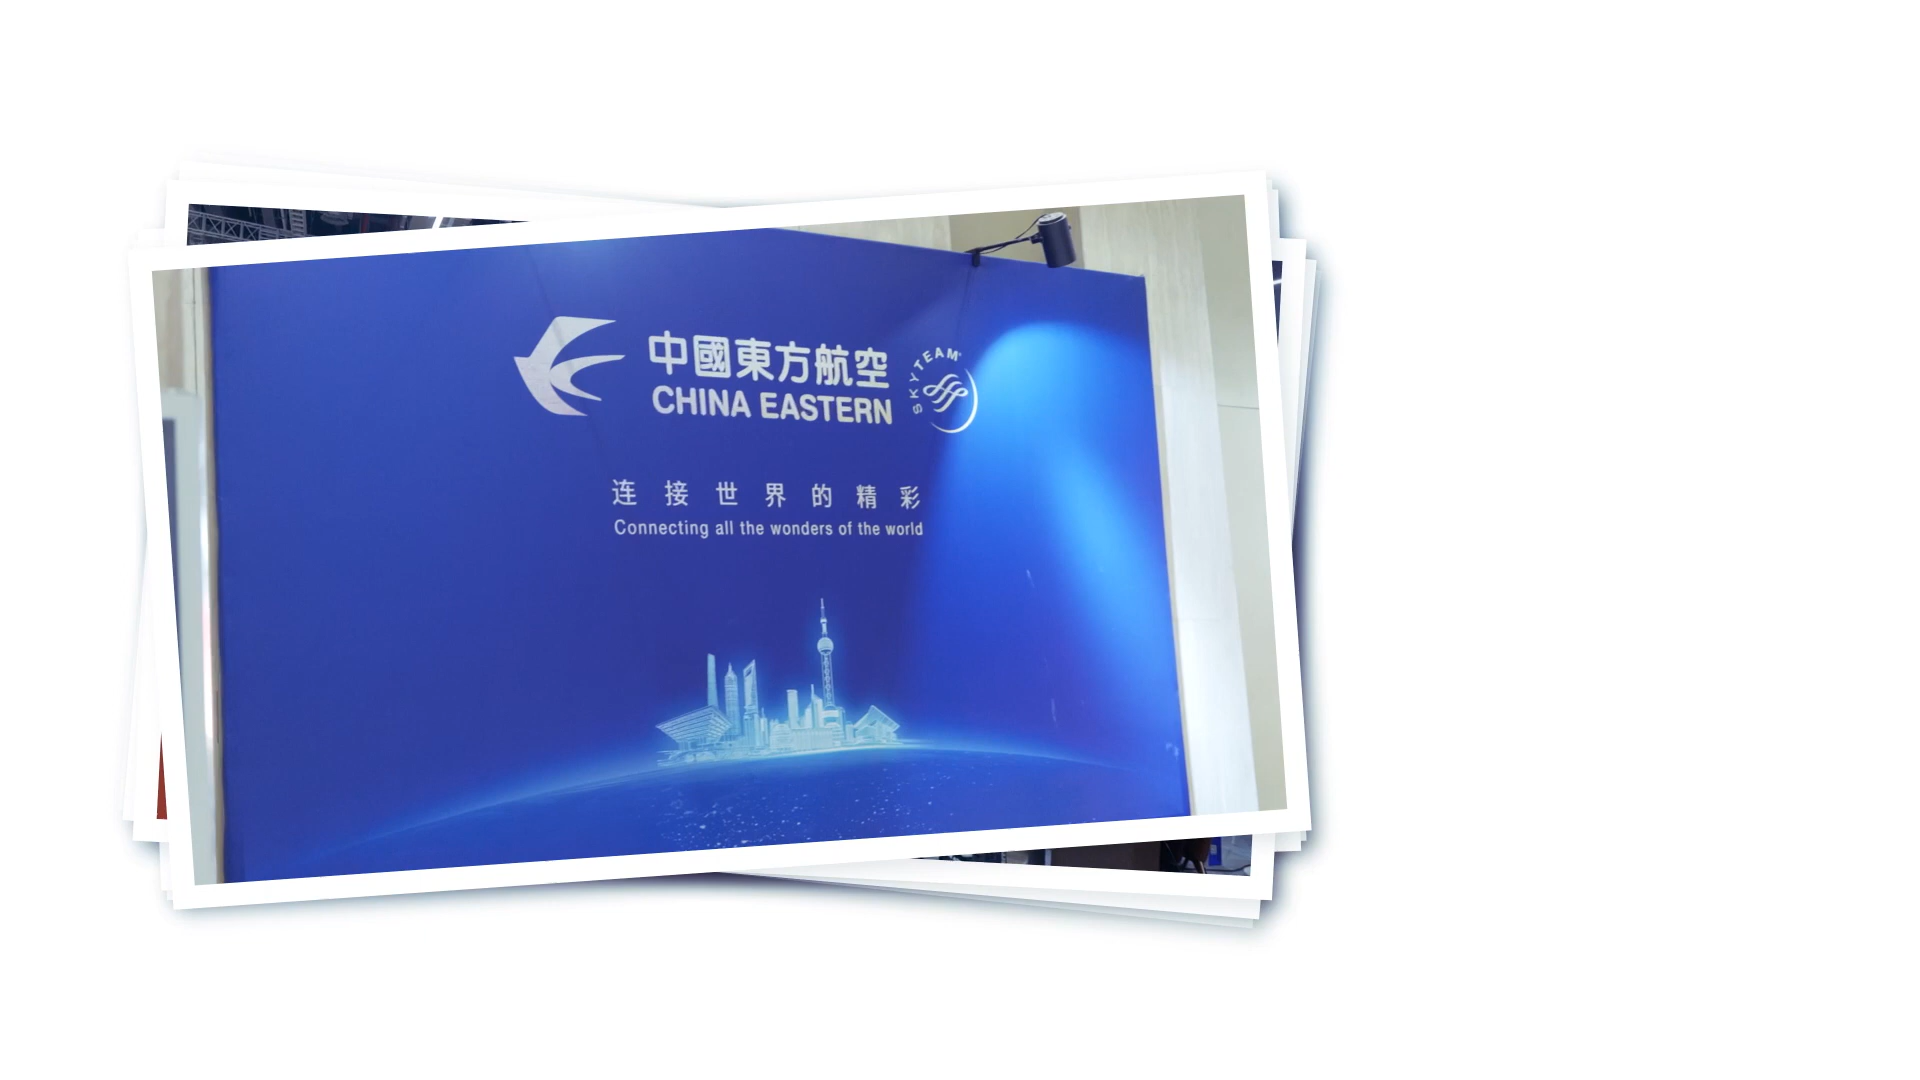 中國東方航空
CHINA EASTERN
SKYTEAM
连接世界的精彩
Connecting all the wonders of the world